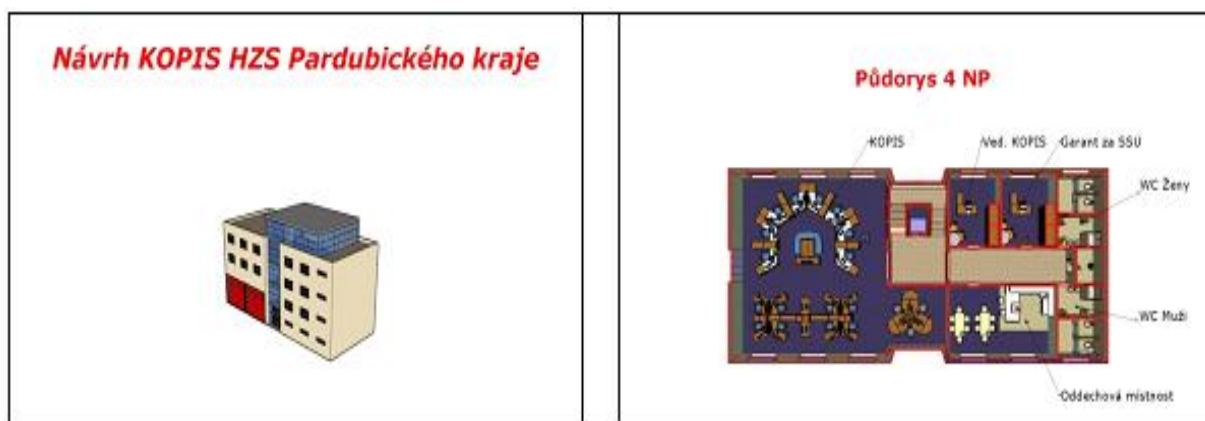 Návrh KOPIS HZS Pardubického kraje
Půdorys 4 NP
KOPIS
Ved. KOPIS
Garant za SSU
WC Ženy
WC Muži
Oddechová místnost